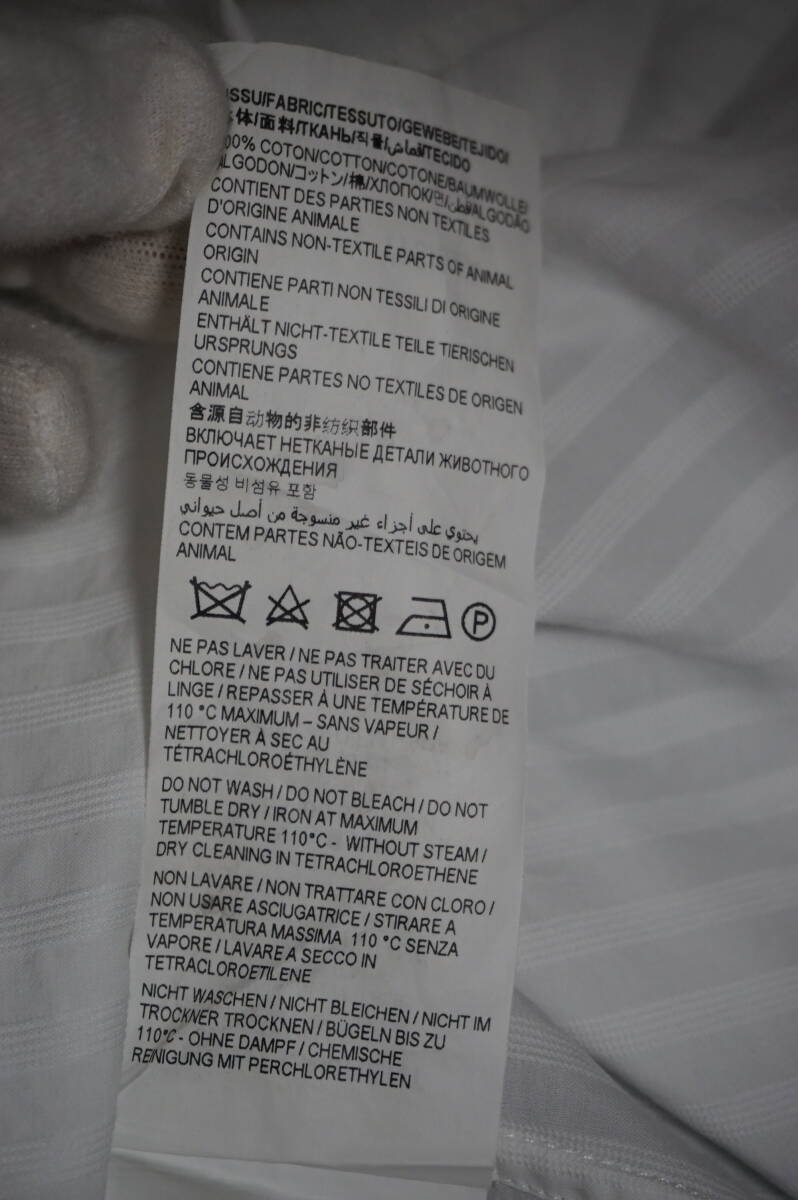 ISSU/FABRIC/TESSUTO/GEWEBE/TEJIDO/
体/面料/ТКАНЬ/직물/قماش/TECIDO
00% COTON/COTTON/COTONE/BAUMWOLLE/
ALGODON/コットン/棉/ХЛОПОК/면/قطن/ALGODÃO
CONTIENT DES PARTIES NON TEXTILES
D'ORIGINE ANIMALE
CONTAINS NON-TEXTILE PARTS OF ANIMAL
ORIGIN
CONTIENE PARTI NON TESSILI DI ORIGINE
ANIMALE
ENTHÄLT NICHT-TEXTILE TEILE TIERISCHEN
URSPRUNGS
CONTIENE PARTES NO TEXTILES DE ORIGEN
ANIMAL
含源自动物的非纺织部件
ВКЛЮЧАЕТ НЕТКАНЫЕ ДЕТАЛИ ЖИВОТНОГО
ПРОИСХОЖДЕНИЯ
동물성 비섬유 포함
يحتوي على أجزاء غير منسوجة من أصل حيواني
CONTEM PARTES NÃO-TEXTEIS DE ORIGEM
ANIMAL
P
NE PAS LAVER / NE PAS TRAITER AVEC DU
CHLORE / NE PAS UTILISER DE SÉCHOIR À
LINGE / REPASSER À UNE TEMPÉRATURE DE
110 °C MAXIMUM – SANS VAPEUR /
NETTOYER À SEC AU
TÉTRACHLOROÉTHYLÈNE
DO NOT WASH / DO NOT BLEACH / DO NOT
TUMBLE DRY / IRON AT MAXIMUM
TEMPERATURE 110°C - WITHOUT STEAM /
DRY CLEANING IN TETRACHLOROETHENE
NON LAVARE / NON TRATTARE CON CLORO /
NON USARE ASCIUGATRICE / STIRARE A
TEMPERATURA MASSIMA 110 °C SENZA
VAPORE / LAVARE A SECCO IN
TETRACLOROETILENE
NICHT WASCHEN / NICHT BLEICHEN / NICHT IM
TROCKNER TROCKNEN / BÜGELN BIS ZU
110°C - OHNE DAMPF / CHEMISCHE
REINIGUNG MIT PERCHLORETHYLEN